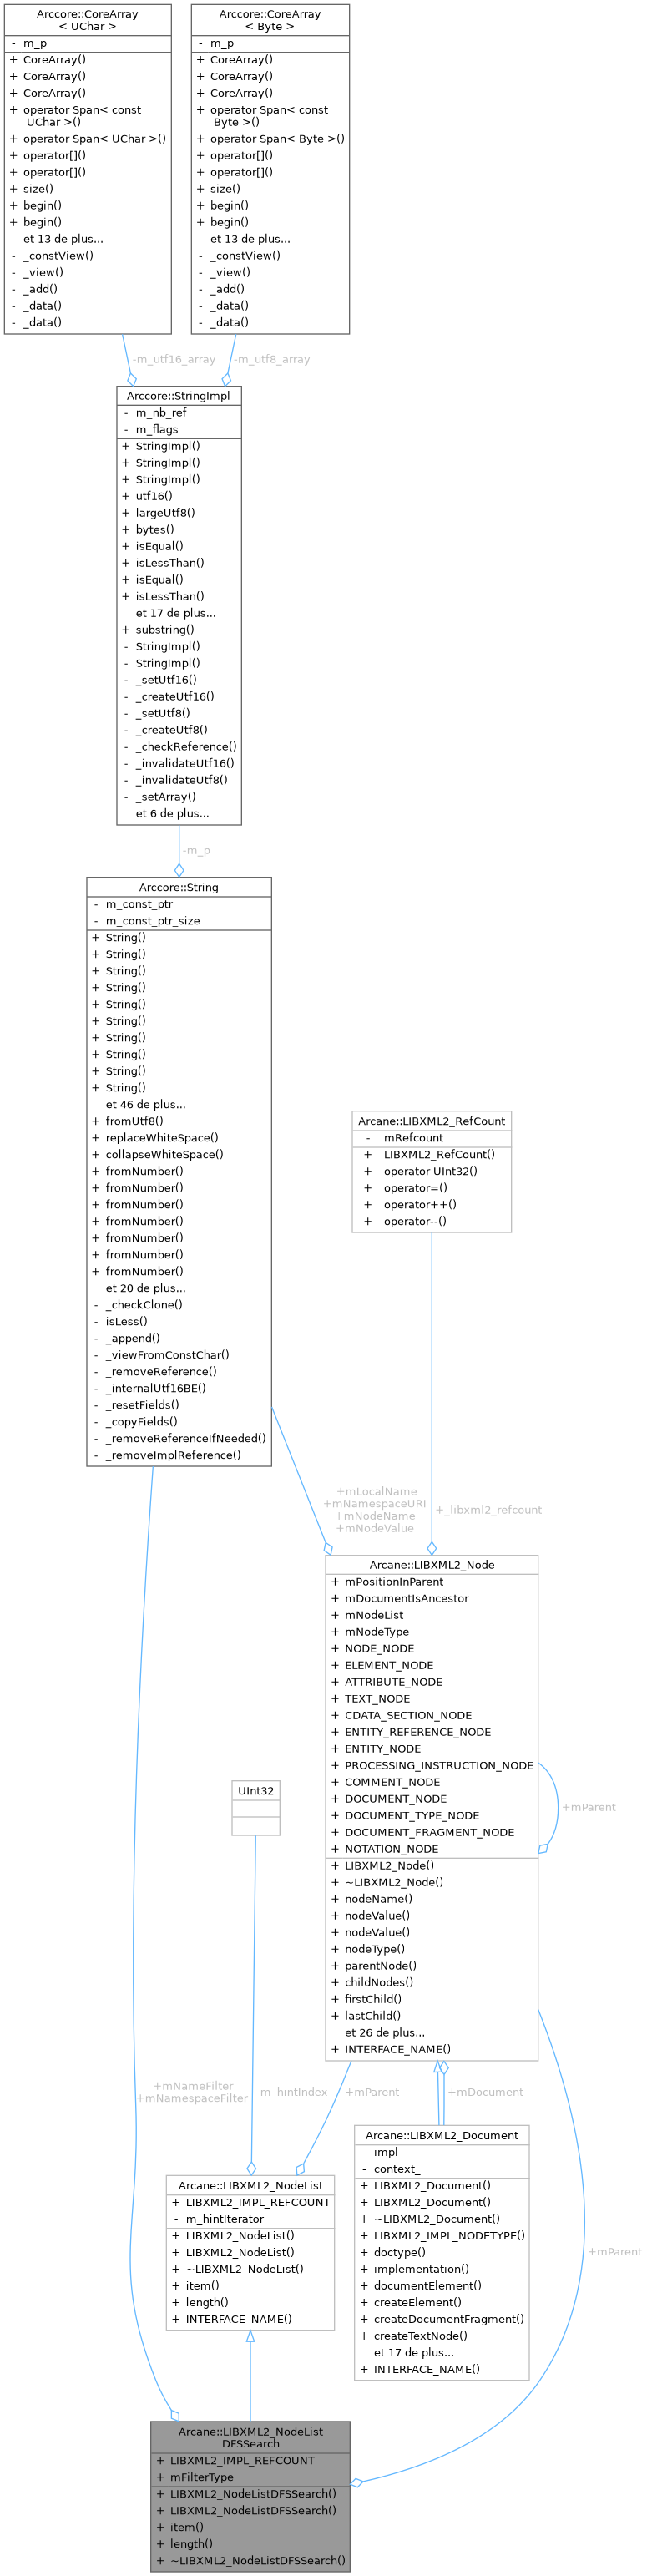 Arccore::CoreArray
< UChar >
- m_p
+ CoreArray()
+ CoreArray()
+ CoreArray()
+ operator Span< const
UChar >()
+ operator Span< UChar >()
+ operator[]()
+ operator[]()
+ size()
+ begin()
+ begin()
et 13 de plus...
- _constView()
- _view()
- _add()
- _data()
- _data()
Arccore::CoreArray
< Byte >
- m_p
+ CoreArray()
+ CoreArray()
+ CoreArray()
+ operator Span< const
Byte >()
+ operator Span< Byte >()
+ operator[]()
+ operator[]()
+ size()
+ begin()
+ begin()
et 13 de plus...
- _constView()
- _view()
- _add()
- _data()
- _data()
-m_utf16_array
-m_utf8_array
Arccore::StringImpl
- m_nb_ref
- m_flags
+ StringImpl()
+ StringImpl()
+ StringImpl()
+ utf16()
+ largeUtf8()
+ bytes()
+ isEqual()
+ isLessThan()
+ isEqual()
+ isLessThan()
et 17 de plus...
+ substring()
- StringImpl()
- StringImpl()
- _setUtf16()
- _createUtf16()
- _setUtf8()
- _createUtf8()
- _checkReference()
- _invalidateUtf16()
- _invalidateUtf8()
- _setArray()
et 6 de plus...
-m_p
Arccore::String
- m_const_ptr
- m_const_ptr_size
+ String()
+ String()
+ String()
+ String()
+ String()
+ String()
+ String()
+ String()
+ String()
+ String()
et 46 de plus...
+ fromUtf8()
+ replaceWhiteSpace()
+ collapseWhiteSpace()
+ fromNumber()
+ fromNumber()
+ fromNumber()
+ fromNumber()
+ fromNumber()
+ fromNumber()
+ fromNumber()
et 20 de plus...
- _checkClone()
- isLess()
- _append()
- _viewFromConstChar()
- _removeReference()
- _internalUtf16BE()
- _resetFields()
- _copyFields()
- _removeReferenceIfNeeded()
- _removeImplReference()
Arcane::LIBXML2_RefCount
- mRefcount
+ LIBXML2_RefCount()
+ operator UInt32()
+ operator=()
+ operator++()
+ operator--()
+mLocalName
+mNamespaceURI
+mNodeName
+mNodeValue
+_libxml2_refcount
Arcane::LIBXML2_Node
+ mPositionInParent
+ mDocumentIsAncestor
+ mNodeList
+ mNodeType
+ NODE_NODE
+ ELEMENT_NODE
+ ATTRIBUTE_NODE
+ TEXT_NODE
+ CDATA_SECTION_NODE
+ ENTITY_REFERENCE_NODE
+ ENTITY_NODE
+ PROCESSING_INSTRUCTION_NODE
+ COMMENT_NODE
+ DOCUMENT_NODE
+ DOCUMENT_TYPE_NODE
+ DOCUMENT_FRAGMENT_NODE
+ NOTATION_NODE
+ LIBXML2_Node()
+ ~LIBXML2_Node()
+ nodeName()
+ nodeValue()
+ nodeValue()
+ nodeType()
+ parentNode()
+ childNodes()
+ firstChild()
+ lastChild()
et 26 de plus...
+ INTERFACE_NAME()
+mParent
UInt32
+mNameFilter
+mNamespaceFilter
-m_hintIndex
+mParent
+mDocument
Arcane::LIBXML2_NodeList
+ LIBXML2_IMPL_REFCOUNT
- m_hintIterator
+ LIBXML2_NodeList()
+ LIBXML2_NodeList()
+ ~LIBXML2_NodeList()
+ item()
+ length()
+ INTERFACE_NAME()
Arcane::LIBXML2_Document
- impl_
- context_
+ LIBXML2_Document()
+ LIBXML2_Document()
+ ~LIBXML2_Document()
+ LIBXML2_IMPL_NODETYPE()
+ doctype()
+ implementation()
+ documentElement()
+ createElement()
+ createDocumentFragment()
+ createTextNode()
et 17 de plus...
+ INTERFACE_NAME()
+mParent
Arcane::LIBXML2_NodeList
DFSSearch
+ LIBXML2_IMPL_REFCOUNT
+ mFilterType
+ LIBXML2_NodeListDFSSearch()
+ LIBXML2_NodeListDFSSearch()
+ item()
+ length()
+ ~LIBXML2_NodeListDFSSearch()